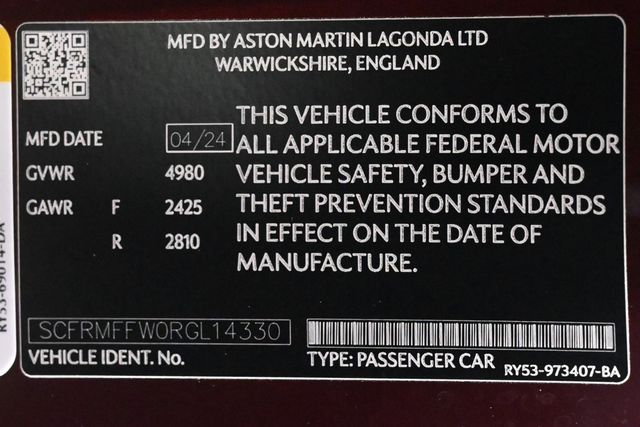 MFD BY ASTON MARTIN LAGONDA LTD
WARWICKSHIRE, ENGLAND
MFD DATE 04/24
GVWR 4980
GAWR F 2425
R 2810
THIS VEHICLE CONFORMS TO
ALL APPLICABLE FEDERAL MOTOR
VEHICLE SAFETY, BUMPER AND
THEFT PREVENTION STANDARDS
IN EFFECT ON THE DATE OF
MANUFACTURE.
SCFRMFFW0RGL14330
VEHICLE IDENT. No.
TYPE: PASSENGER CAR
RY53-973407-BA